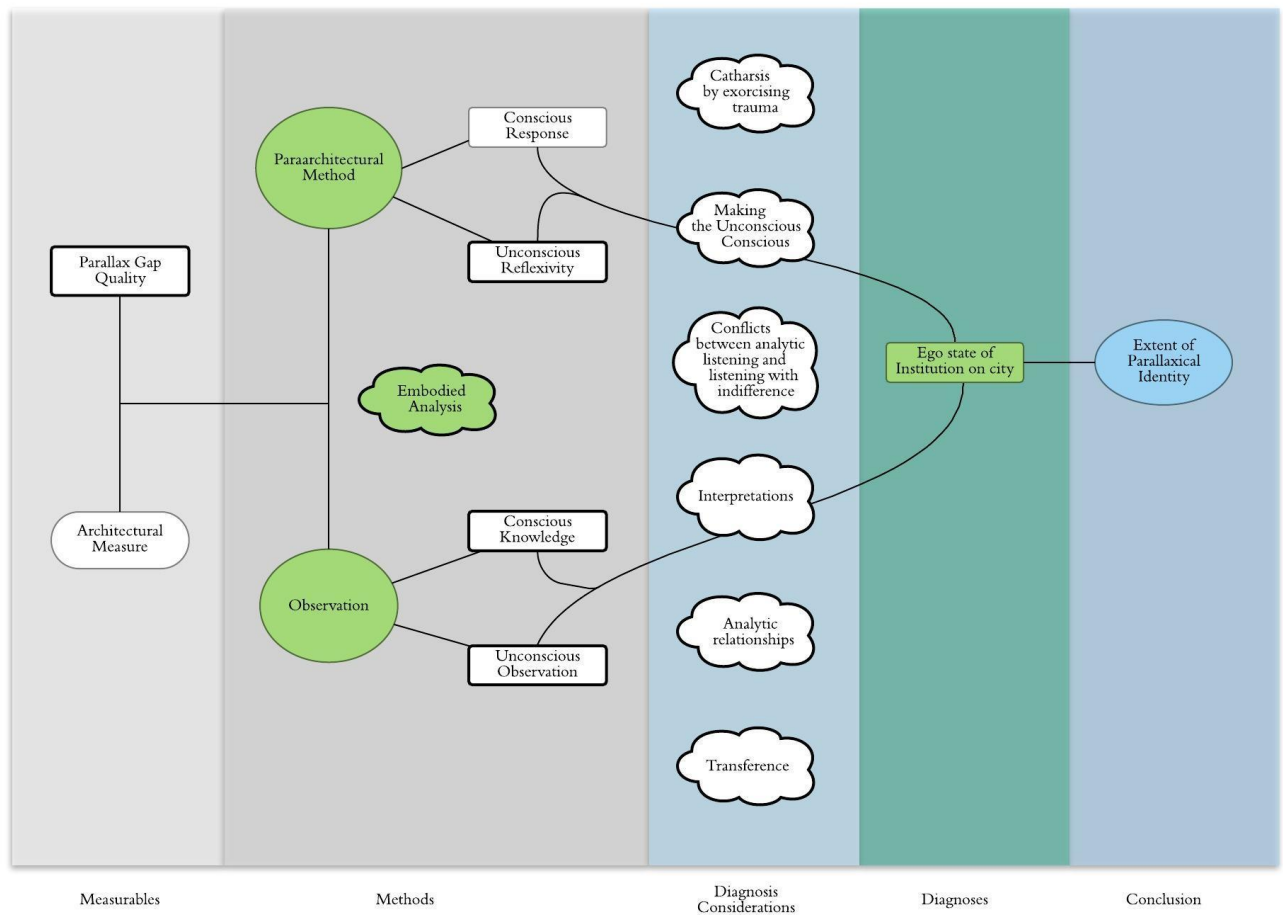 Catharsis
by exorcising
trauma
Conscious
Response
Paraarchitectural
Method
Making
the Unconscious
Conscious
Unconscious
Reflexivity
Parallax Gap
Quality
Conflicts
between analytic
listening and
listening with
indifference
Ego state of
Institution on city
Extent of
Parallaxical
Identity
Embodied
Analysis
Interpretations
Conscious
Knowledge
Architectural
Measure
Observation
Analytic
relationships
Unconscious
Observation
Transference
Measurables
Methods
Diagnosis
Considerations
Diagnoses
Conclusion